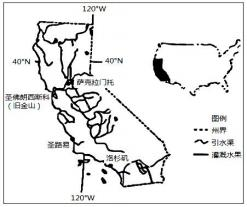 120°W
40°N
40°N
萨克拉门托
圣佛朗西斯科
（旧金山）
圣路易
洛杉矶
120°W
图例
州界
引水渠
灌溉水果